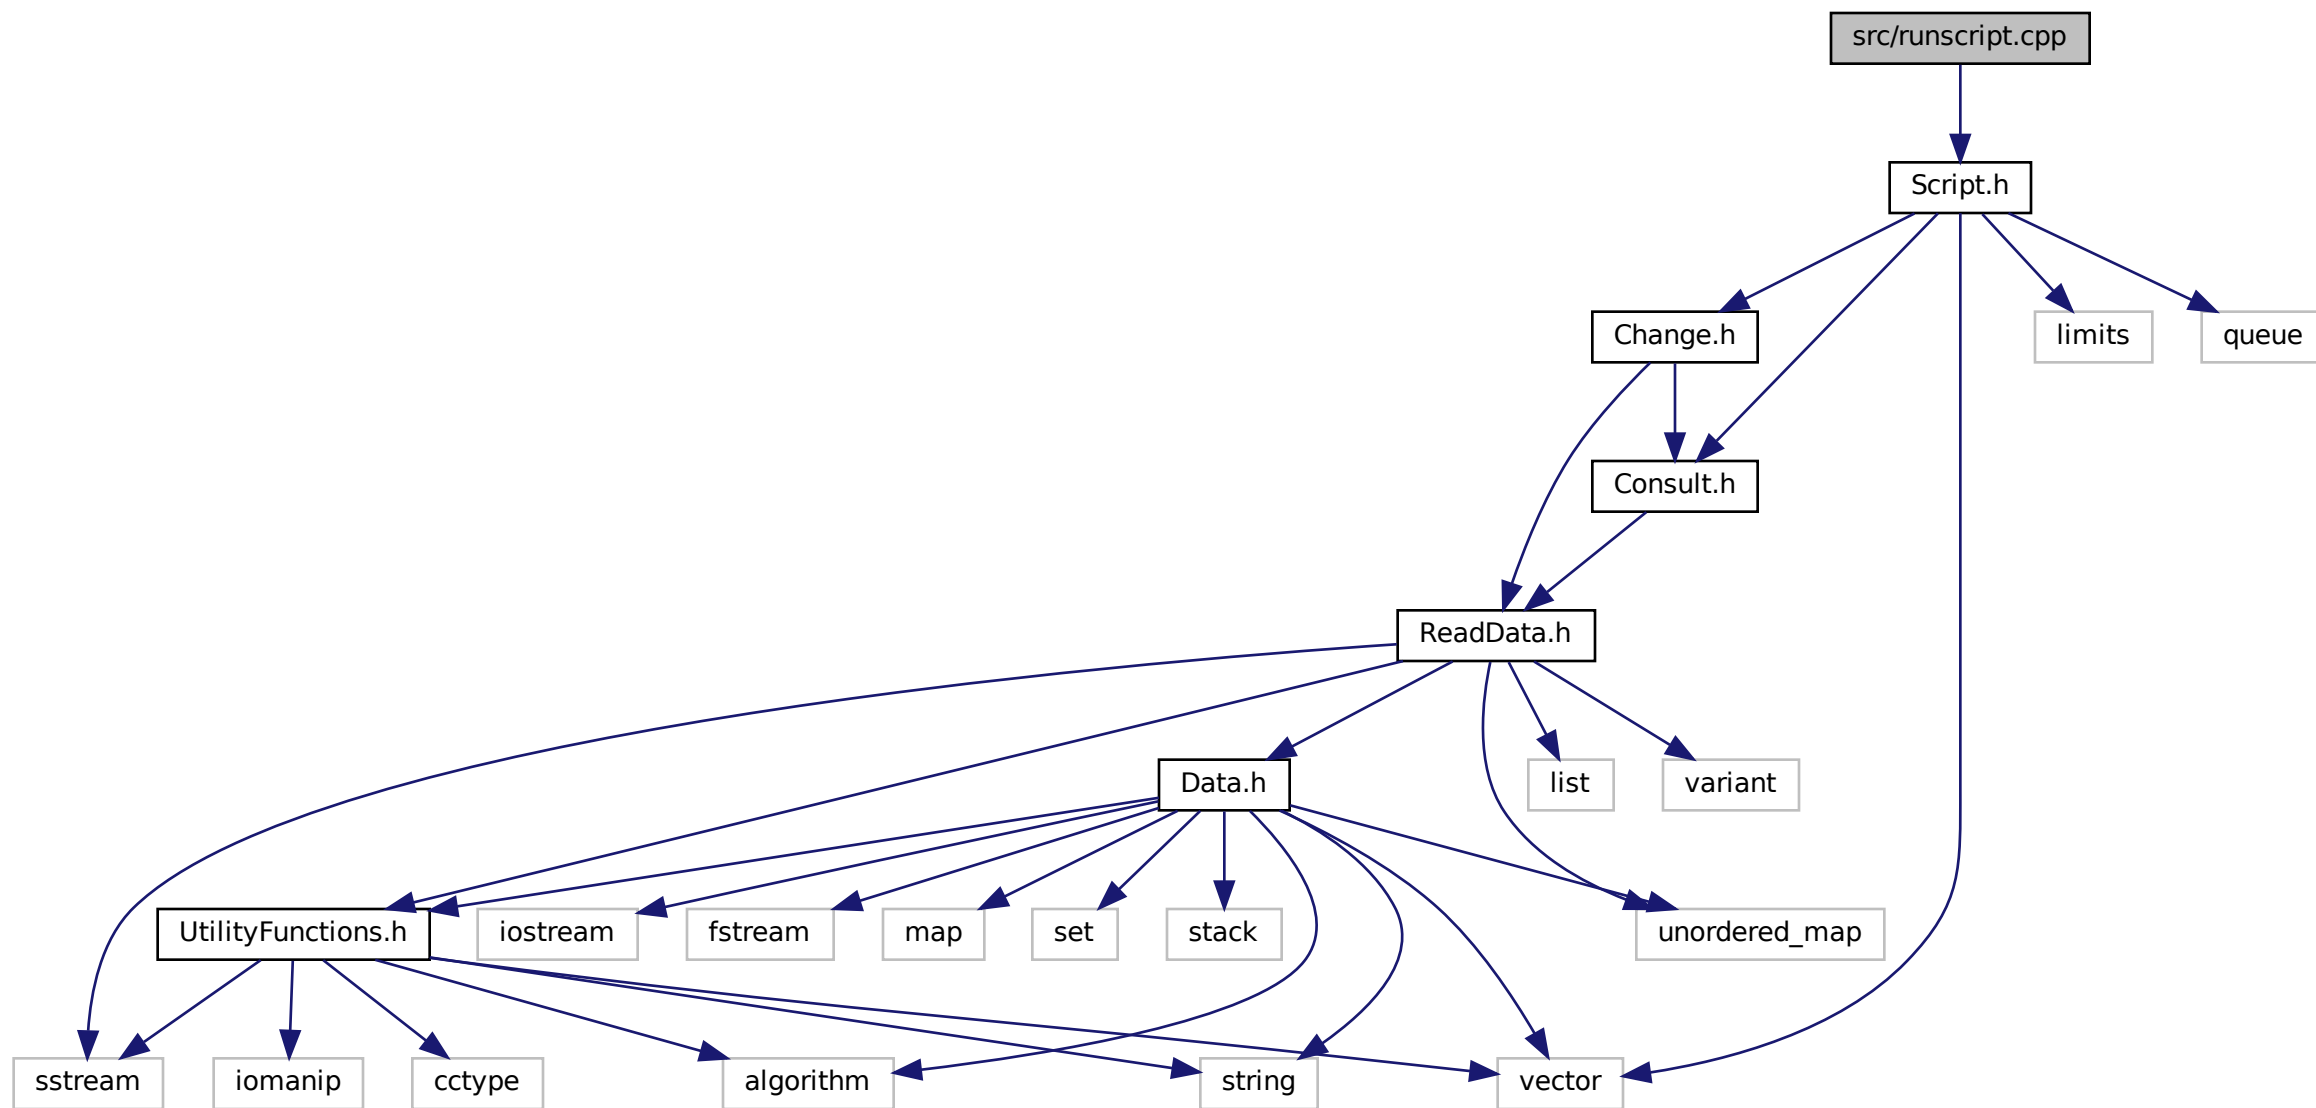 src/runscript.cpp
Script.h
Change.h
limits
queue
Consult.h
ReadData.h
Data.h
list
variant
UtilityFunctions.h
iostream
fstream
map
set
stack
unordered_map
sstream
iomanip
cctype
algorithm
string
vector